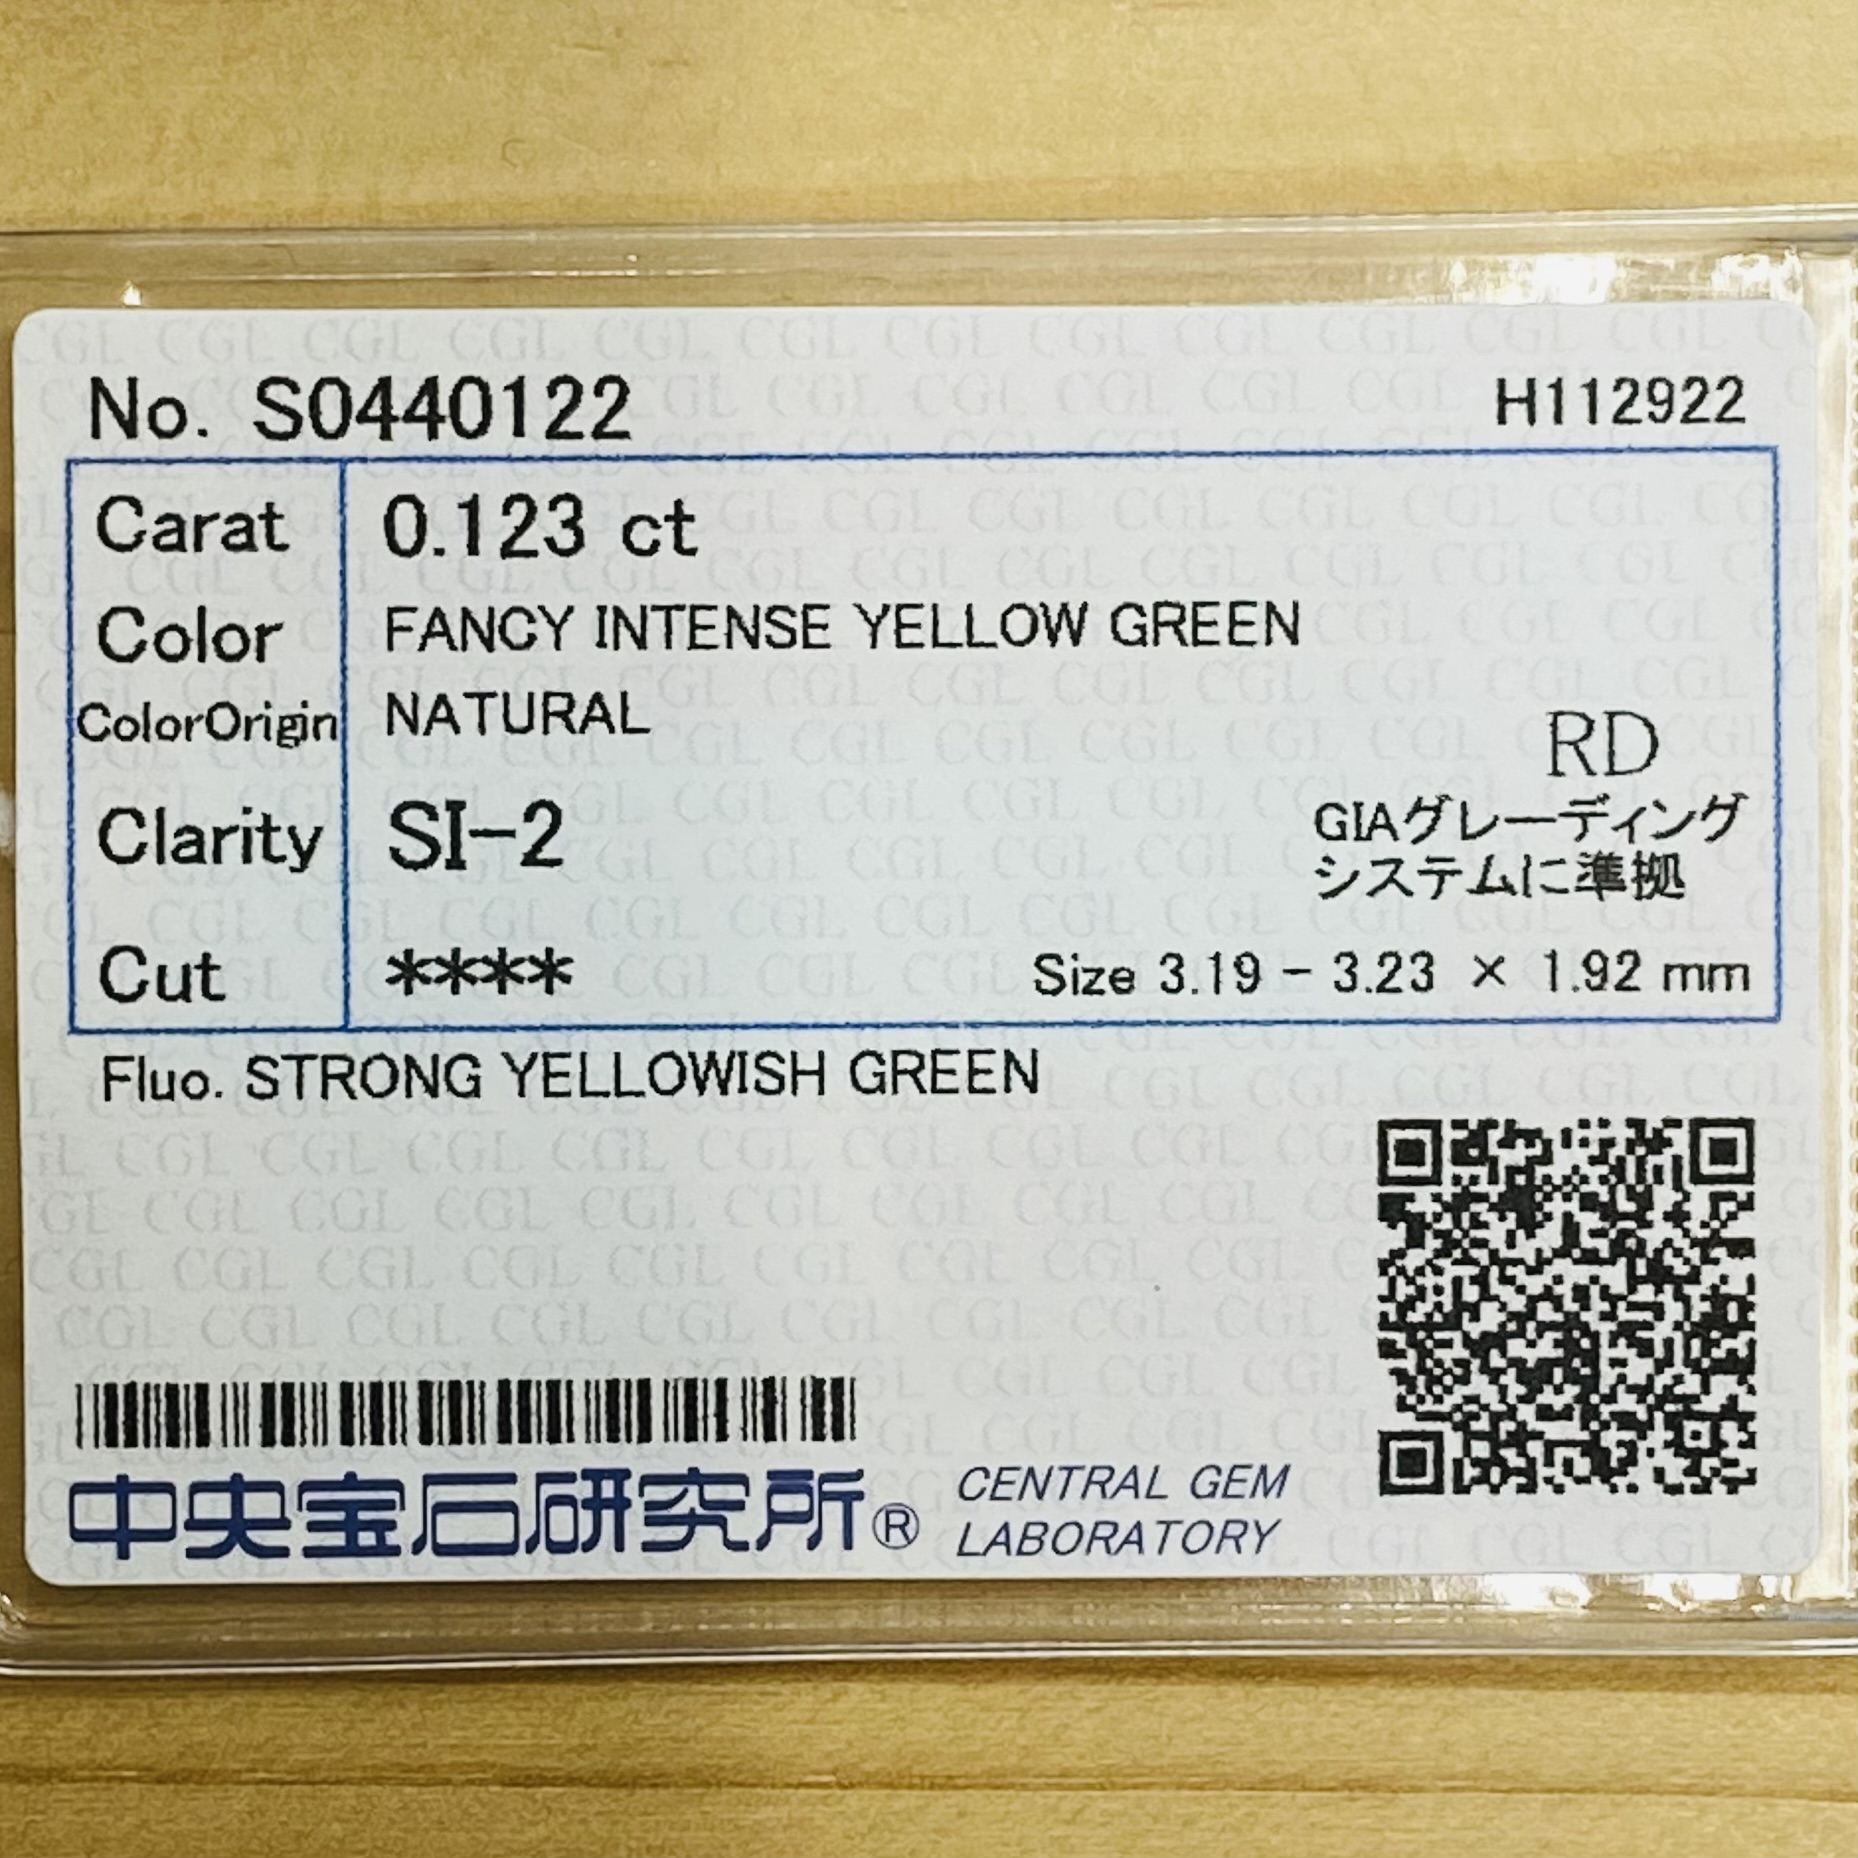 No. S0440122
H112922
Carat 0.123 ct
Color FANCY INTENSE YELLOW GREEN
ColorOrigin NATURAL
RD
Clarity SI-2
GIAグレーディング
システムに準拠
Cut ****
Size 3.19 - 3.23 × 1.92 mm
Fluo. STRONG YELLOWISH GREEN
中央宝石研究所®
CENTRAL GEM
LABORATORY